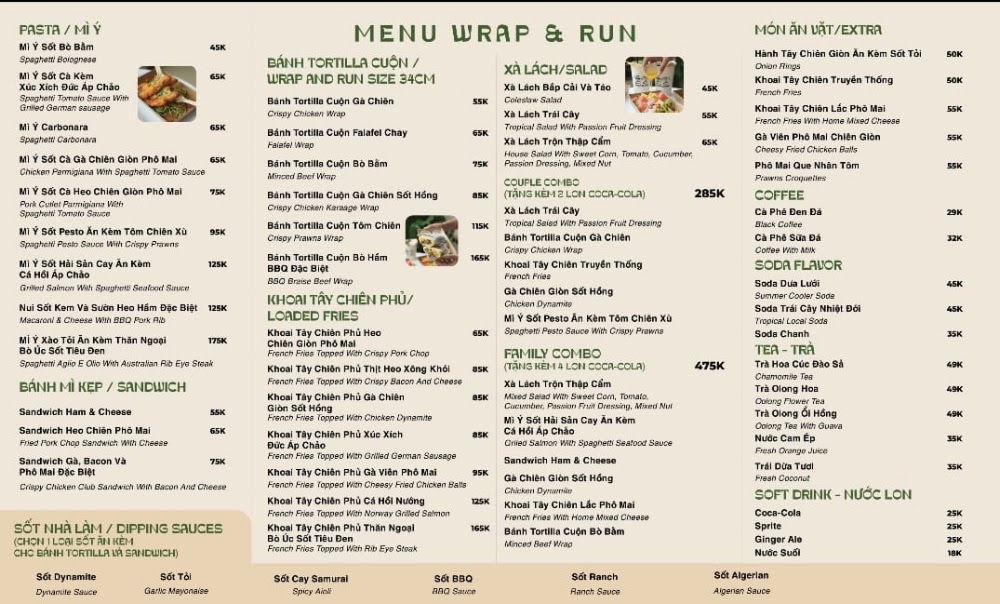 MENU WRAP & RUN
PASTA / MÌ Ý
Mì Ý Sốt Bò Bằm 45K
Spaghetti Bolognese
Mì Ý Sốt Cà Kèm
Xúc Xích Đức Áp Chảo 65K
Spaghetti Tomato Sauce With
Grilled German sausage
Mì Ý Carbonara 65K
Spaghetti Carbonara
Mì Ý Sốt Cà Gà Chiên Giòn Phô Mai 65K
Chicken Parmigiana With Spaghetti Tomato Sauce
Mì Ý Sốt Cà Heo Chiên Giòn Phô Mai 75K
Pork Cutlet Parmigiana With
Spaghetti Tomato Sauce
Mì Ý Sốt Pesto Ăn Kèm Tôm Chiên Xù 95K
Spaghetti Pesto Sauce With Crispy Prawns
Mì Ý Sốt Hải Sản Cay Ăn Kèm 125K
Cá Hồi Áp Chảo
Grilled Salmon With Spaghetti Seafood Sauce
Nui Sốt Kem Và Sườn Heo Hầm Đặc Biệt 125K
Macaroni & Cheese With BBQ Pork Rib
Mì Ý Xào Tỏi Ăn Kèm Thăn Ngoại 175K
Bò Úc Sốt Tiêu Đen
Spaghetti Aglio E Olio With Australian Rib Eye Steak
BÁNH MÌ KẸP / SANDWICH
Sandwich Ham & Cheese 55K
Sandwich Heo Chiên Phô Mai 65K
Fried Pork Chop Sandwich With Cheese
Sandwich Gà, Bacon Và 75K
Phô Mai Đặc Biệt
Crispy Chicken Club Sandwich With Bacon And Cheese
BÁNH TORTILLA CUỘN /
WRAP AND RUN SIZE 34CM
Bánh Tortilla Cuộn Gà Chiên 55K
Crispy Chicken Wrap
Bánh Tortilla Cuộn Falafel Chay 65K
Falafel Wrap
Bánh Tortilla Cuộn Bò Bằm 75K
Minced Beef Wrap
Bánh Tortilla Cuộn Gà Chiên Sốt Hồng 85K
Crispy Chicken Karaage Wrap
Bánh Tortilla Cuộn Tôm Chiên 115K
Crispy Prawns Wrap
Bánh Tortilla Cuộn Bò Hầm 165K
BBQ Đặc Biệt
BBQ Braise Beef Wrap
KHOAI TÂY CHIÊN PHỦ/
LOADED FRIES
Khoai Tây Chiên Phủ Heo 65K
Chiên Giòn Phô Mai
French Fries Topped With Crispy Pork Chop
Khoai Tây Chiên Phủ Thịt Heo Xông Khói 85K
French Fries Topped With Crispy Bacon And Cheese
Khoai Tây Chiên Phủ Gà Chiên 85K
Giòn Sốt Hồng
French Fries Topped With Chicken Dynamite
Khoai Tây Chiên Phủ Xúc Xích 85K
Đức Áp Chảo
French Fries Topped With Grilled German Sausage
Khoai Tây Chiên Phủ Gà Viên Phô Mai 95K
French Fries Topped With Cheesy Fried Chicken Balls
Khoai Tây Chiên Phủ Cá Hồi Nướng 125K
French Fries Topped With Norway Grilled Salmon
Khoai Tây Chiên Phủ Thăn Ngoại 165K
Bò Úc Sốt Tiêu Đen
French Fries Topped With Rib Eye Steak
XÀ LÁCH/SALAD
Xà Lách Bắp Cải Và Táo 45K
Coleslaw Salad
Xà Lách Trái Cây 55K
Tropical Salad With Passion Fruit Dressing
Xà Lách Trộn Thập Cẩm 65K
House Salad With Sweet Corn, Tomato, Cucumber,
Passion Dressing, Mixed Nut
COUPLE COMBO
(TẶNG KÈM 2 LON COCA-COLA) 285K
Xà Lách Trái Cây
Tropical Salad With Passion Fruit Dressing
Bánh Tortilla Cuộn Gà Chiên
Crispy Chicken Wrap
Khoai Tây Chiên Truyền Thống
French Fries
Gà Chiên Giòn Sốt Hồng
Chicken Dynamite
Mì Ý Sốt Pesto Ăn Kèm Tôm Chiên Xù
Spaghetti Pesto Sauce With Crispy Prawns
FAMILY COMBO
(TẶNG KÈM 4 LON COCA-COLA) 475K
Xà Lách Trộn Thập Cẩm
Mixed Salad With Sweet Corn, Tomato,
Cucumber, Passion Fruit Dressing, Mixed Nut
Mì Ý Sốt Hải Sản Cay Ăn Kèm
Cá Hồi Áp Chảo
Grilled Salmon With Spaghetti Seafood Sauce
Sandwich Ham & Cheese
Gà Chiên Giòn Sốt Hồng
Chicken Dynamite
Khoai Tây Chiên Lắc Phô Mai
French Fries With Home Mixed Cheese
Bánh Tortilla Cuộn Bò Bằm
Minced Beef Wrap
MÓN ĂN VẶT/EXTRA
Hành Tây Chiên Giòn Ăn Kèm Sốt Tỏi 50K
Onion Rings
Khoai Tây Chiên Truyền Thống 50K
French Fries
Khoai Tây Chiên Lắc Phô Mai 55K
French Fries With Home Mixed Cheese
Gà Viên Phô Mai Chiên Giòn 55K
Cheesy Fried Chicken Balls
Phô Mai Que Nhân Tôm 55K
Prawns Croquettes
COFFEE
Cà Phê Đen Đá 29K
Black Coffee
Cà Phê Sữa Đá 32K
Coffee With Milk
SODA FLAVOR
Soda Dưa Lưới 45K
Summer Cooler Soda
Soda Trái Cây Nhiệt Đới 45K
Tropical Local Soda
Soda Chanh 35K
TEA - TRÀ
Trà Hoa Cúc Đào Sả 49K
Chamomile Tea
Trà Olong Hoa 49K
Oolong Flower Tea
Trà Olong Ổi Hồng 49K
Oolong Tea With Guava
Nước Cam Ép 35K
Fresh Orange Juice
Trái Dừa Tươi 35K
Fresh Coconut
SOFT DRINK - NƯỚC LON
Coca-Cola 25K
Sprite 25K
Ginger Ale 25K
Nước Suối 18K
SỐT NHÀ LÀM / DIPPING SAUCES
(CHỌN 1 LOẠI SỐT ĂN KÈM
CHO BÁNH TORTILLA VÀ SANDWICH)
Sốt Dynamite
Dynamite Sauce
Sốt Tỏi
Garlic Mayonaise
Sốt Cay Samurai
Spicy Aioli
Sốt BBQ
BBQ Sauce
Sốt Ranch
Ranch Sauce
Sốt Algerian
Algerian Sauce